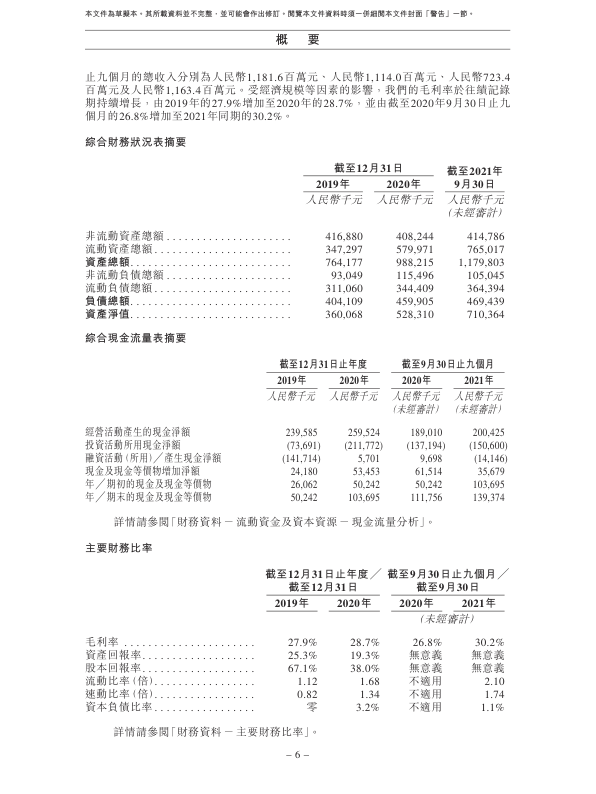 本文件為草擬本。其所載資料並不完整，並可能會作出修訂。閱覽本文件資料時須一併細閱本文件封面「警告」一節。
概 要
止九個月的總收入分別為人民幣1,181.6百萬元、人民幣1,114.0百萬元、人民幣723.4
百萬元及人民幣1,163.4百萬元。受經濟規模等因素的影響，我們的毛利率於往績記錄
期持續增長，由2019年的27.9%增加至2020年的28.7%，並由截至2020年9月30日止九
個月的26.8%增加至2021年同期的30.2%。
綜合財務狀況表摘要
截至12月31日 截至2021年
2019年 2020年 9月30日
人民幣千元 人民幣千元 人民幣千元
(未經審計)
非流動資產總額 . . . . . . . . . . . . . . . . . . . . . 416,880 408,244 414,786
流動資產總額 . . . . . . . . . . . . . . . . . . . . . . . 347,297 579,971 765,017
資產總額. . . . . . . . . . . . . . . . . . . . . . . . . . . 764,177 988,215 1,179,803
非流動負債總額 . . . . . . . . . . . . . . . . . . . . . 93,049 115,496 105,045
流動負債總額 . . . . . . . . . . . . . . . . . . . . . . . 311,060 344,409 364,394
負債總額. . . . . . . . . . . . . . . . . . . . . . . . . . . 404,109 459,905 469,439
資產淨值. . . . . . . . . . . . . . . . . . . . . . . . . . . 360,068 528,310 710,364
綜合現金流量表摘要
截至12月31日止年度 截至9月30日止九個月
2019年 2020年 2020年 2021年
人民幣千元 人民幣千元 人民幣千元 人民幣千元
(未經審計) (未經審計)
經營活動產生的現金淨額 239,585 259,524 189,010 200,425
投資活動所用現金淨額 (73,691) (211,772) (137,194) (150,600)
融資活動（所用）╱產生現金淨額 (141,714) 5,701 9,698 (14,146)
現金及現金等價物增加淨額 24,180 53,453 61,514 35,679
年╱期初的現金及現金等價物 26,062 50,242 50,242 103,695
年╱期末的現金及現金等價物 50,242 103,695 111,756 139,374
詳情請參閱「財務資料－流動資金及資本資源－現金流量分析」。
主要財務比率
截至12月31日止年度╱ 截至9月30日止九個月╱
截至12月31日 截至9月30日
2019年 2020年 2020年 2021年
(未經審計)
毛利率 . . . . . . . . . . . . . . . . . . . . . . 27.9% 28.7% 26.8% 30.2%
資產回報率. . . . . . . . . . . . . . . . . . . 25.3% 19.3% 無意義 無意義
股本回報率. . . . . . . . . . . . . . . . . . . 67.1% 38.0% 無意義 無意義
流動比率(倍). . . . . . . . . . . . . . . . . 1.12 1.68 不適用 2.10
速動比率(倍). . . . . . . . . . . . . . . . . 0.82 1.34 不適用 1.74
資本負債比率. . . . . . . . . . . . . . . . . 零 3.2% 不適用 1.1%
詳情請參閱「財務資料－主要財務比率」。
– 6 –